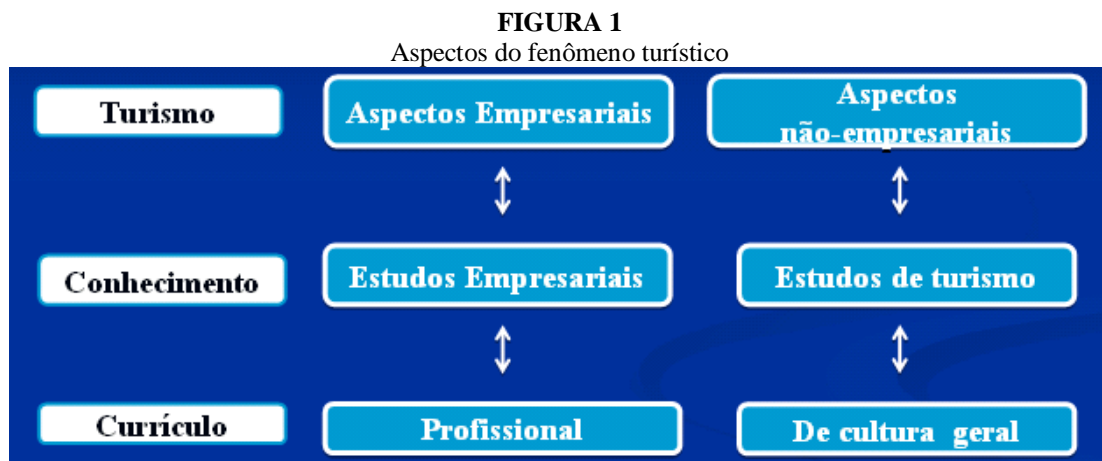 FIGURA 1
Aspectos do fenômeno turístico
Turismo
Aspectos Empresariais
Aspectos
não-empresariais
Conhecimento
Estudos Empresariais
Estudos de turismo
Currículo
Profissional
De cultura geral